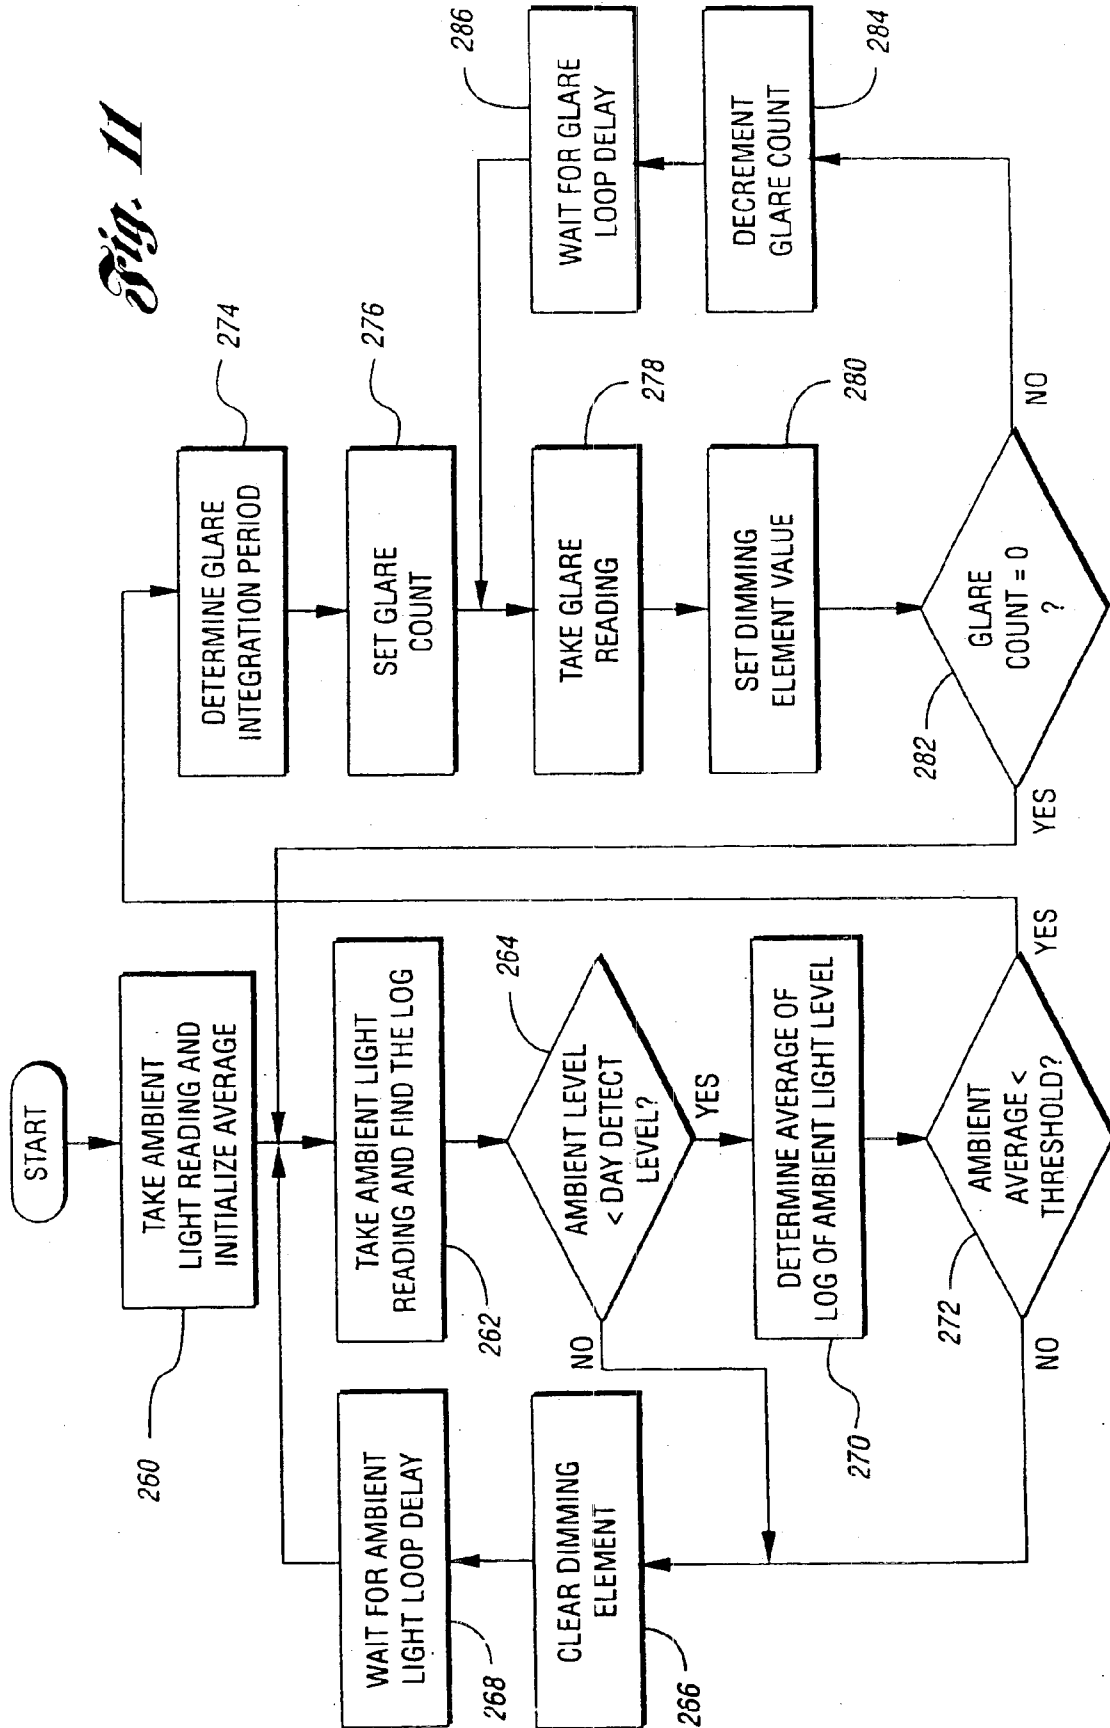 Fig. 11
START
TAKE AMBIENT
LIGHT READING AND
INITIALIZE AVERAGE
260
TAKE AMBIENT LIGHT
READING AND FIND THE LOG
262
AMBIENT LEVEL
< DAY DETECT
LEVEL?
264
NO
YES
WAIT FOR AMBIENT
LIGHT LOOP DELAY
268
CLEAR DIMMING
ELEMENT
266
DETERMINE AVERAGE OF
LOG OF AMBIENT LIGHT LEVEL
270
AMBIENT
AVERAGE <
THRESHOLD?
272
NO
YES
DETERMINE GLARE
INTEGRATION PERIOD
274
SET GLARE
COUNT
276
TAKE GLARE
READING
278
SET DIMMING
ELEMENT VALUE
280
GLARE
COUNT = 0
?
282
YES
NO
WAIT FOR GLARE
LOOP DELAY
286
DECREMENT
GLARE COUNT
284